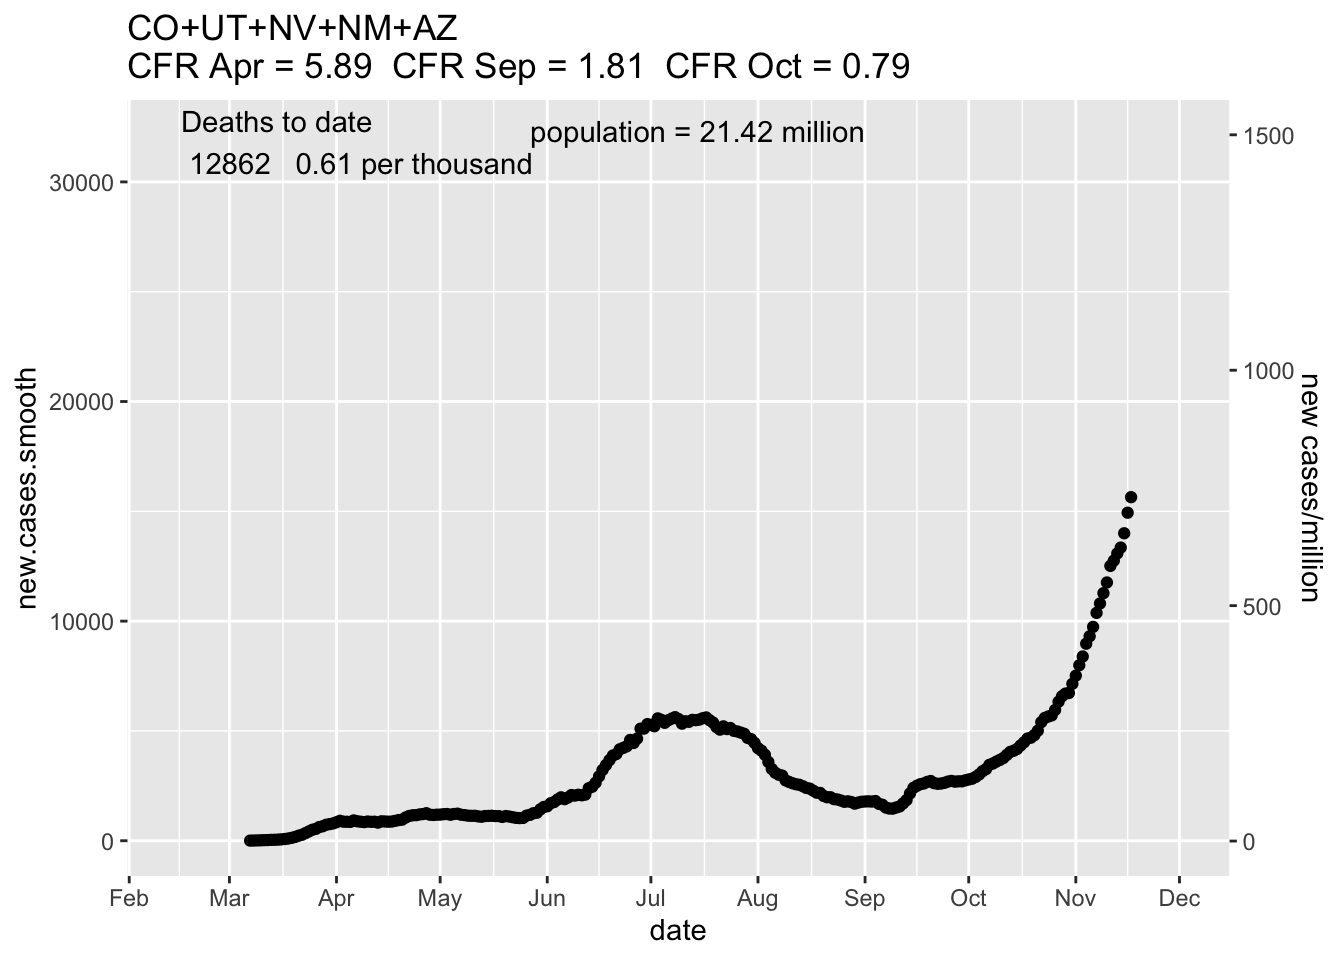 CO+UT+NV+NM+AZ
CFR Apr = 5.89  CFR Sep = 1.81  CFR Oct = 0.79
Deaths to date
population = 21.42 million
12862   0.61 per thousand
1500
30000
1000
20000
new.cases.smooth
new cases/million
10000
500
0
0
Feb Mar Apr May Jun Jul Aug Sep Oct Nov Dec
date